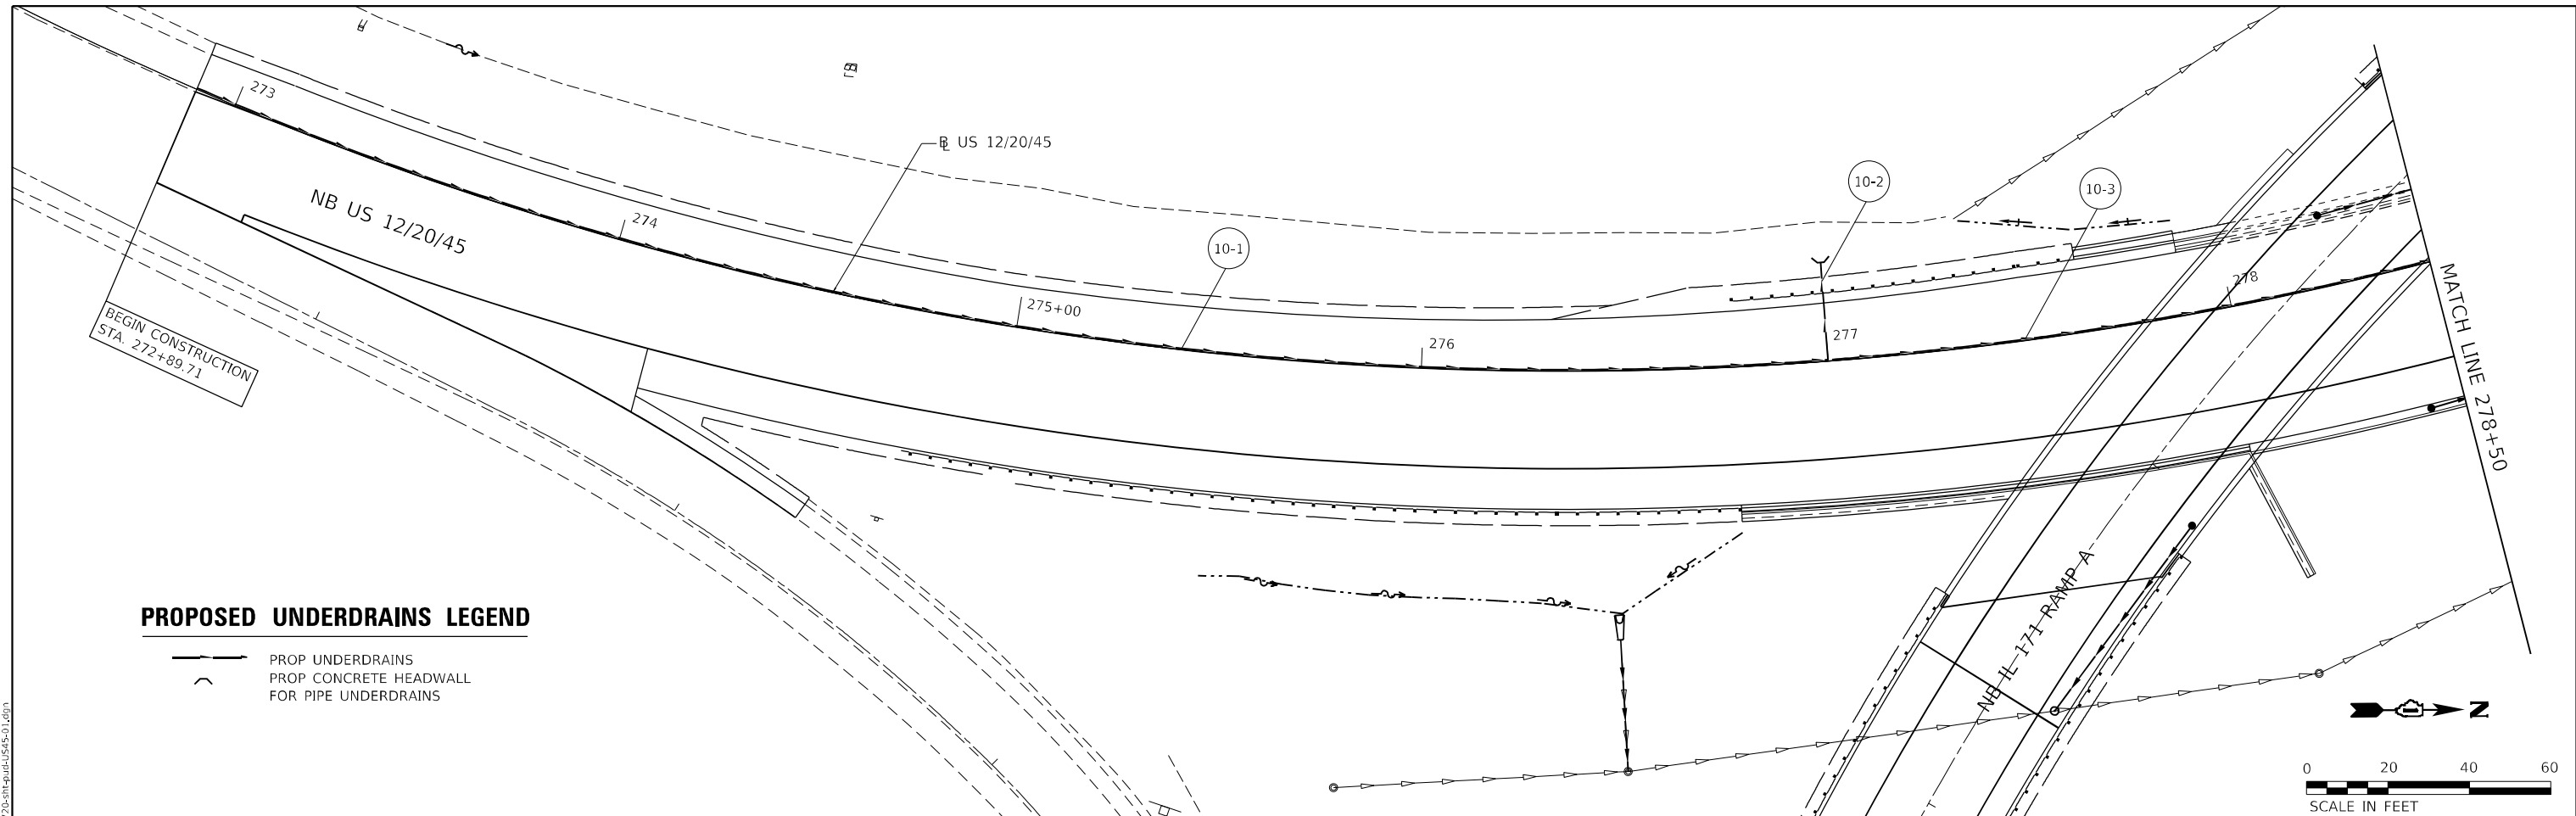 273
BL US 12/20/45
NB US 12/20/45
274
10-1
10-2
10-3
275+00
276
277
278
BEGIN CONSTRUCTION
STA. 272+89.71
MATCH LINE 278+50
NB IL 171 RAMP A
PROPOSED UNDERDRAINS LEGEND
PROP UNDERDRAINS
PROP CONCRETE HEADWALL
FOR PIPE UNDERDRAINS
N
0 20 40 60
SCALE IN FEET